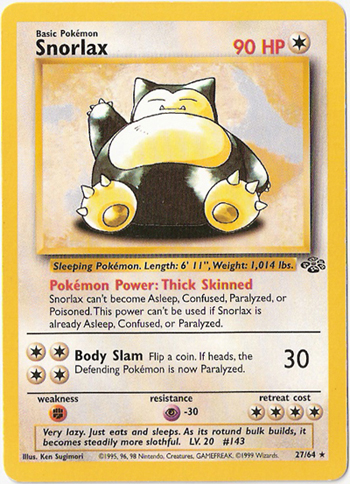 Basic Pokémon
Snorlax 90 HP
Sleeping Pokémon. Length: 6' 11", Weight: 1,014 lbs.
Pokémon Power: Thick Skinned
Snorlax can't become Asleep, Confused, Paralyzed, or
Poisoned. This power can't be used if Snorlax is
already Asleep, Confused, or Paralyzed.
Body Slam Flip a coin. If heads, the 30
Defending Pokémon is now Paralyzed.
weakness resistance retreat cost
-30
Very lazy. Just eats and sleeps. As its rotund bulk builds, it
becomes steadily more slothful. LV. 20 #143
Illus. Ken Sugimori ©1995, 96, 98 Nintendo, Creatures, GAMEFREAK. ©1999 Wizards. 27/64 ★